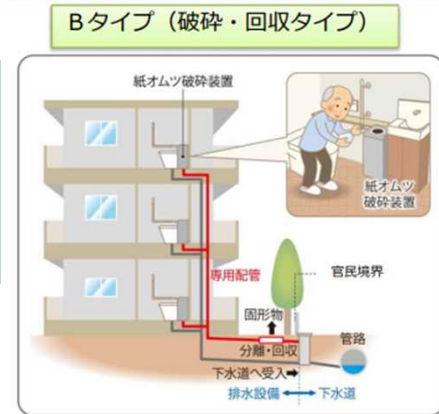 Bタイプ(破砕・回収タイプ)
紙オムツ破砕装置
紙オムツ
破砕装置
専用配管
官民境界
固形物
管路
分離・回収
下水道へ受入
排水設備
下水道